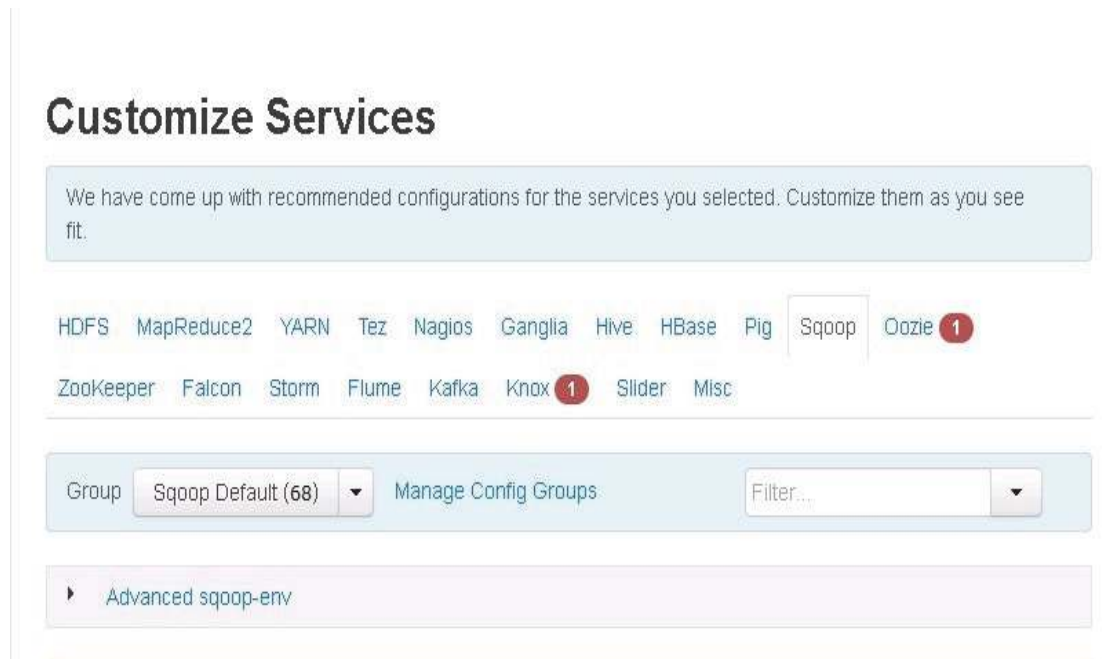 Customize Services
We have come up with recommended configurations for the services you selected. Customize them as you see
fit.
HDFS MapReduce2 YARN Tez Nagios Ganglia Hive HBase Pig Sqoop Oozie 1
ZooKeeper Falcon Storm Flume Kafka Knox 1 Slider Misc
Group Sqoop Default (68) Manage Config Groups Filter...
Advanced sqoop-env